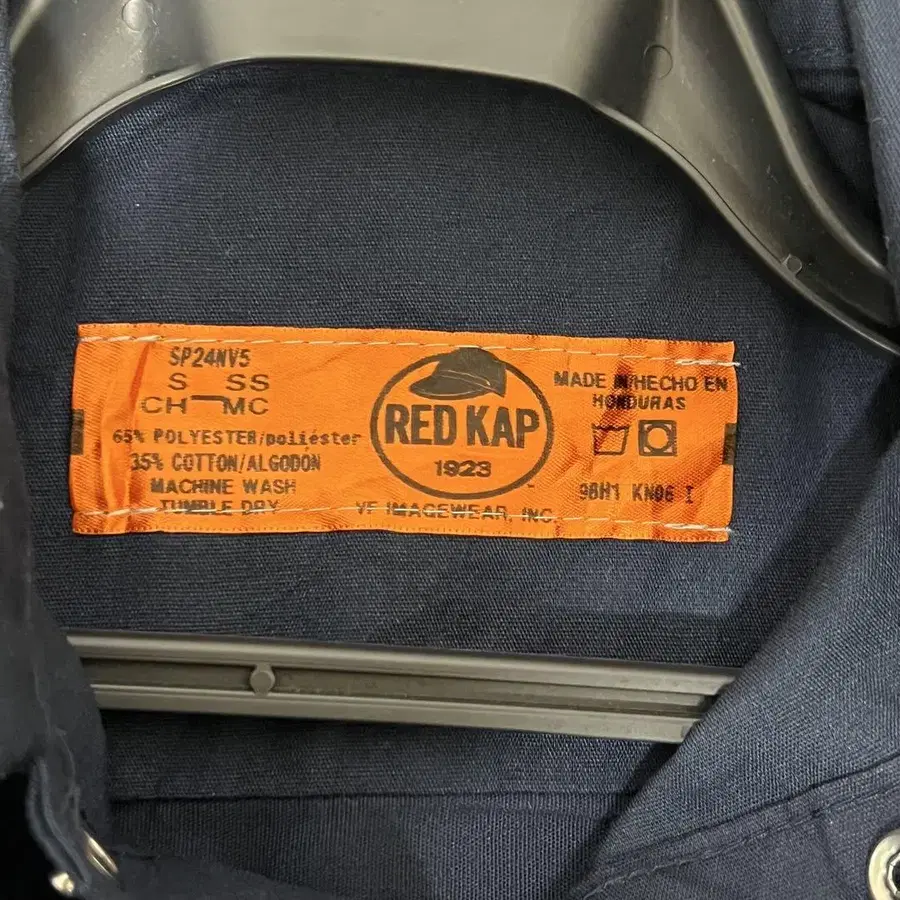 SP24NV5
S SS
CH MC
65% POLYESTER/poliéster
35% COTTON/ALGODON
MACHINE WASH
TUMBLE DRY
RED KAP
1923
VF IMAGEWEAR, INC.
MADE IN/HECHO EN
HONDURAS
98H1 KN06 I